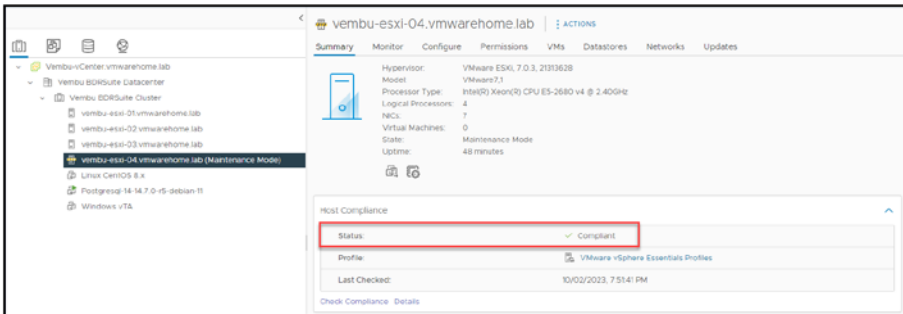 vembu-esxi-04.vmwarehome.lab
ACTIONS
Summary Monitor Configure Permissions VMs Datastores Networks Updates
Vembu-vCenter.vmwarehome.lab
Vembu BDRSuite Datacenter
Vembu BDRSuite Cluster
vembu-esxi-01.vmwarehome.lab
vembu-esxi-02.vmwarehome.lab
vembu-esxi-03.vmwarehome.lab
vembu-esxi-04.vmwarehome.lab (Maintenance Mode)
Linux CentOS 8.x
Postgresql-14-14.7.0-r5-debian-11
Windows vTA
Hypervisor: VMware ESXi, 7.0.3, 21313628
Model VMware7,1
Processor Type: Intel(R) Xeon(R) CPU E5-2680 v4 @ 2.40GHz
Logical Processors: 4
NICs: 7
Virtual Machines: 0
State: Maintenance Mode
Uptime: 48 minutes
Host Compliance
Status: Compliant
Profile: VMware vSphere Essentials Profiles
Last Checked: 10/02/2023, 7:51:41 PM
Check Compliance Details